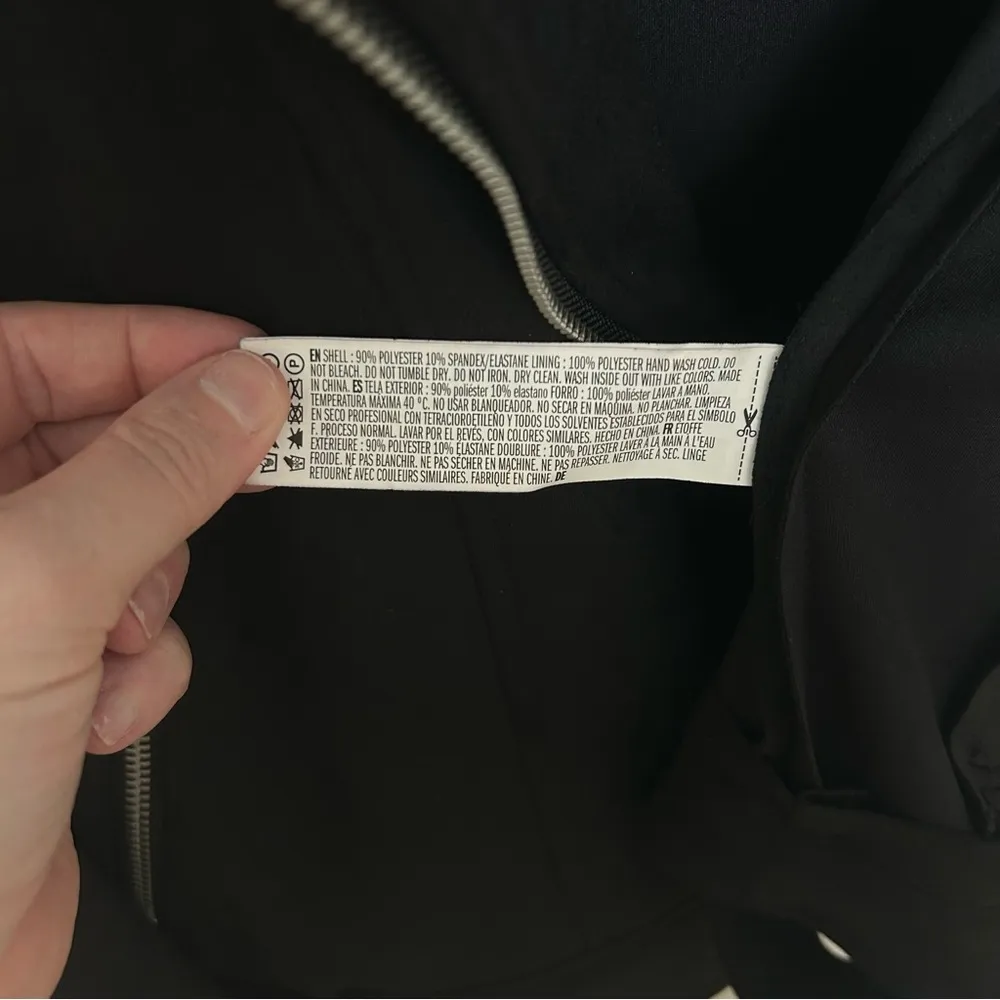 EN SHELL : 90% POLYESTER 10% SPANDEX/ELASTANE LINING : 100% POLYESTER HAND WASH COLD. DO
NOT BLEACH. DO NOT TUMBLE DRY. DO NOT IRON. DRY CLEAN. WASH INSIDE OUT WITH LIKE COLORS. MADE
IN CHINA. ES TELA EXTERIOR : 90% poliéster 10% elastano FORRO : 100% poliéster LAVAR A MANO.
TEMPERATURA MÁXIMA 40 ºC. NO USAR BLANQUEADOR. NO SECAR EN MÁQUINA. NO PLANCHAR. LIMPIEZA
EN SECO PROFESIONAL CON TETRACLOROETILENO Y TODOS LOS SOLVENTES ESTABLECIDOS PARA EL SÍMBOLO
F. PROCESO NORMAL. LAVAR POR EL REVÉS, CON COLORES SIMILARES. HECHO EN CHINA. FR ÉTOFFE
EXTÉRIEURE : 90% POLYESTER 10% ÉLASTANE DOUBLURE : 100% POLYESTER LAVER À LA MAIN À L'EAU
FROIDE. NE PAS BLANCHIR. NE PAS SÉCHER EN MACHINE. NE PAS REPASSER. NETTOYAGE À SEC. LINGE
RETOURNÉ AVEC COULEURS SIMILAIRES. FABRIQUÉ EN CHINE. DE
P